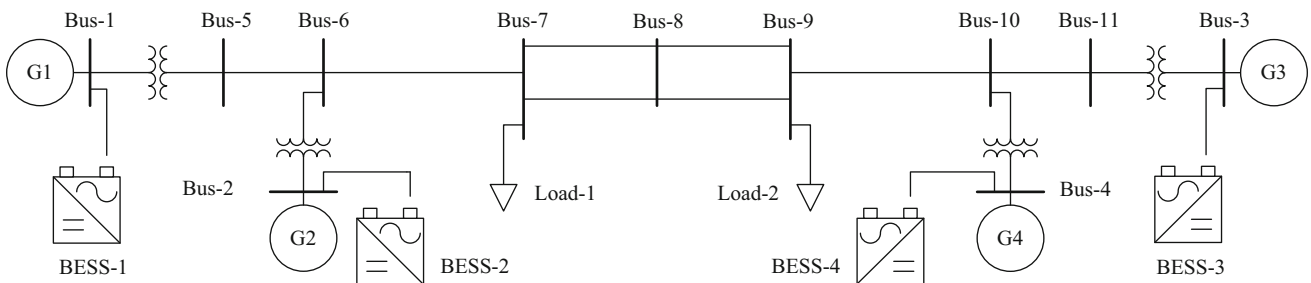 Bus-1
Bus-5
Bus-6
Bus-7
Bus-8
Bus-9
Bus-10
Bus-11
Bus-3
G1
G3
Bus-2
Load-1
Load-2
Bus-4
G2
G4
BESS-1
BESS-2
BESS-4
BESS-3